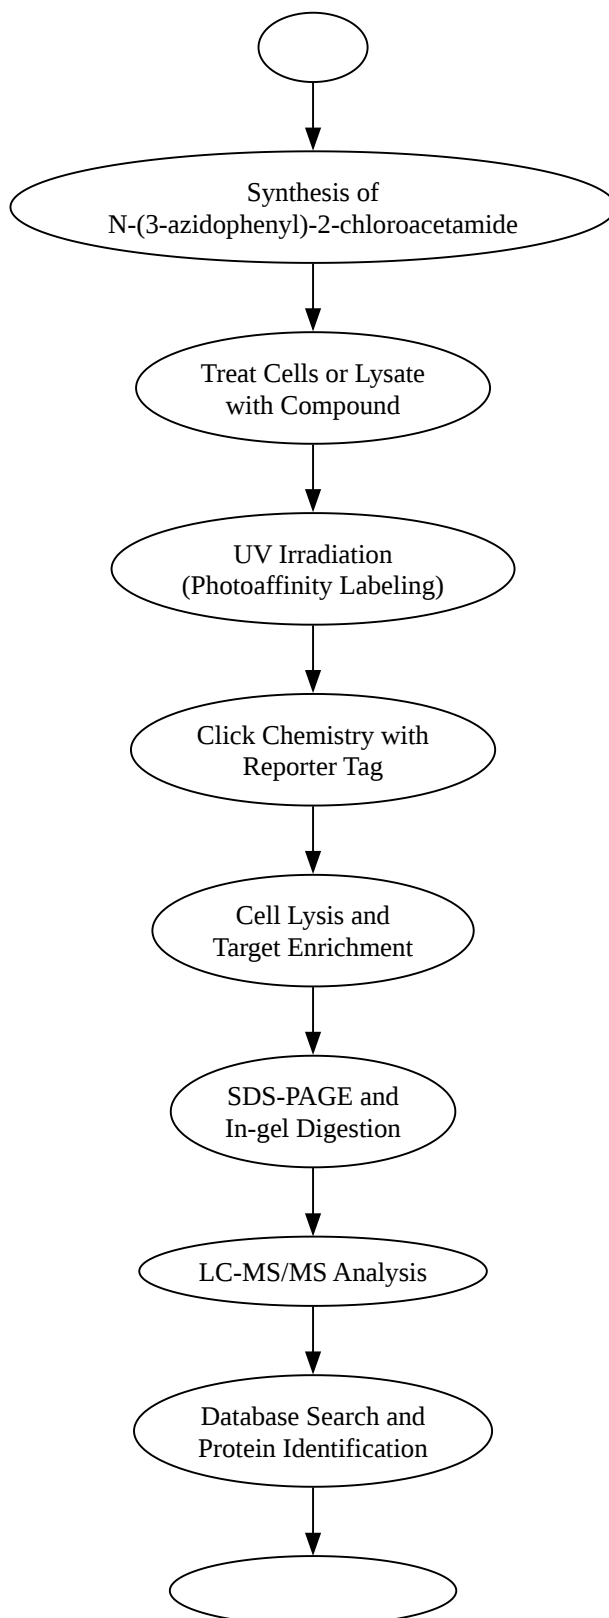 Synthesis of
N-(3-azidophenyl)-2-chloroacetamide
Treat Cells or Lysate
with Compound
UV Irradiation
(Photoaffinity Labeling)
Click Chemistry with
Reporter Tag
Cell Lysis and
Target Enrichment
SDS-PAGE and
In-gel Digestion
LC-MS/MS Analysis
Database Search and
Protein Identification